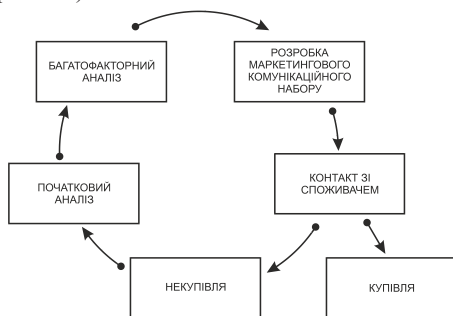 БАГАТОФАКТОРНИЙ
АНАЛІЗ
РОЗРОБКА
МАРКЕТИНГОВОГО
КОМУНІКАЦІЙНОГО
НАБОРУ
ПОЧАТКОВИЙ
АНАЛІЗ
КОНТАКТ ЗІ
СПОЖИВАЧЕМ
НЕКУПІВЛЯ
КУПІВЛЯ